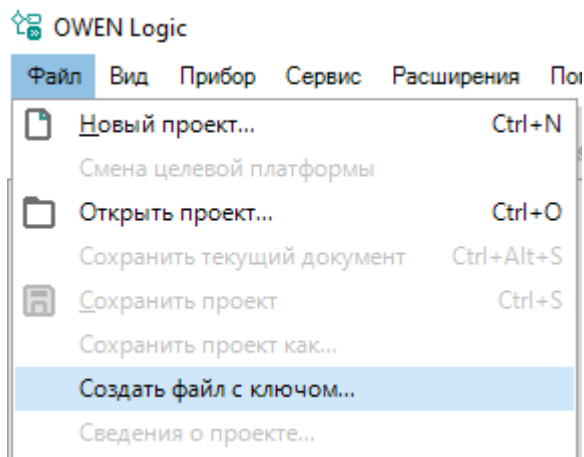 OWEN Logic
Файл Вид Прибор Сервис Расширения
Новый проект... Ctrl+N
Смена целевой платформы
Открыть проект... Ctrl+O
Сохранить текущий документ Ctrl+Alt+S
Сохранить проект Ctrl+S
Сохранить проект как...
Создать файл с ключом...
Сведения о проекте...